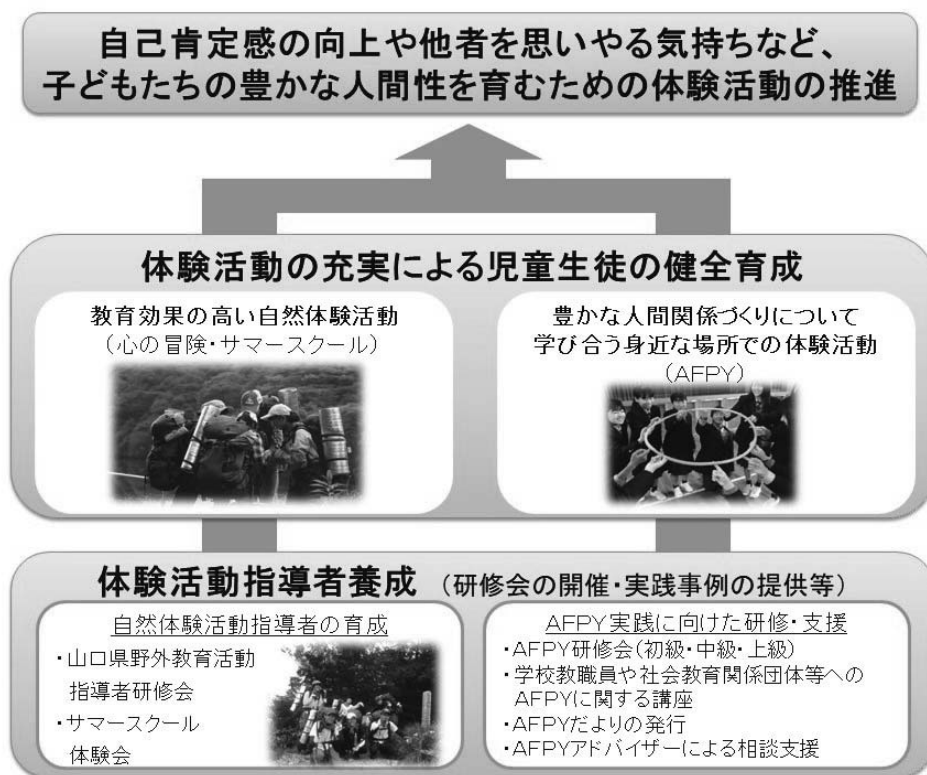 自己肯定感の向上や他者を思いやる気持ちなど、
子どもたちの豊かな人間性を育むための体験活動の推進
体験活動の充実による児童生徒の健全育成
教育効果の高い自然体験活動
（心の冒険・サマースクール）
豊かな人間関係づくりについて
学び合う身近な場所での体験活動
（AFPY）
体験活動指導者養成 （研修会の開催・実践事例の提供等）
自然体験活動指導者の育成
・山口県野外教育活動
指導者研修会
・サマースクール
体験会
AFPY実践に向けた研修・支援
・AFPY研修会（初級・中級・上級）
・学校教職員や社会教育関係団体等への
AFPYに関する講座
・AFPYだよりの発行
・AFPYアドバイザーによる相談支援